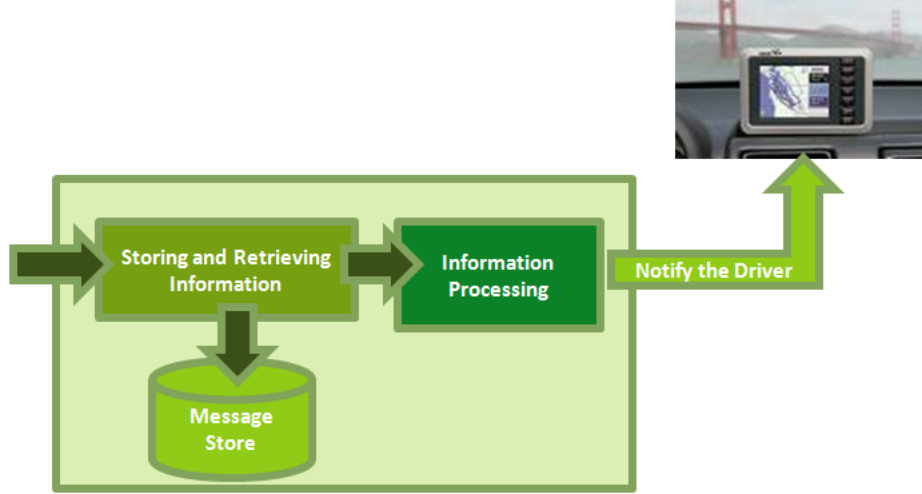 Storing and Retrieving
Information
Information
Processing
Notify the Driver
Message
Store